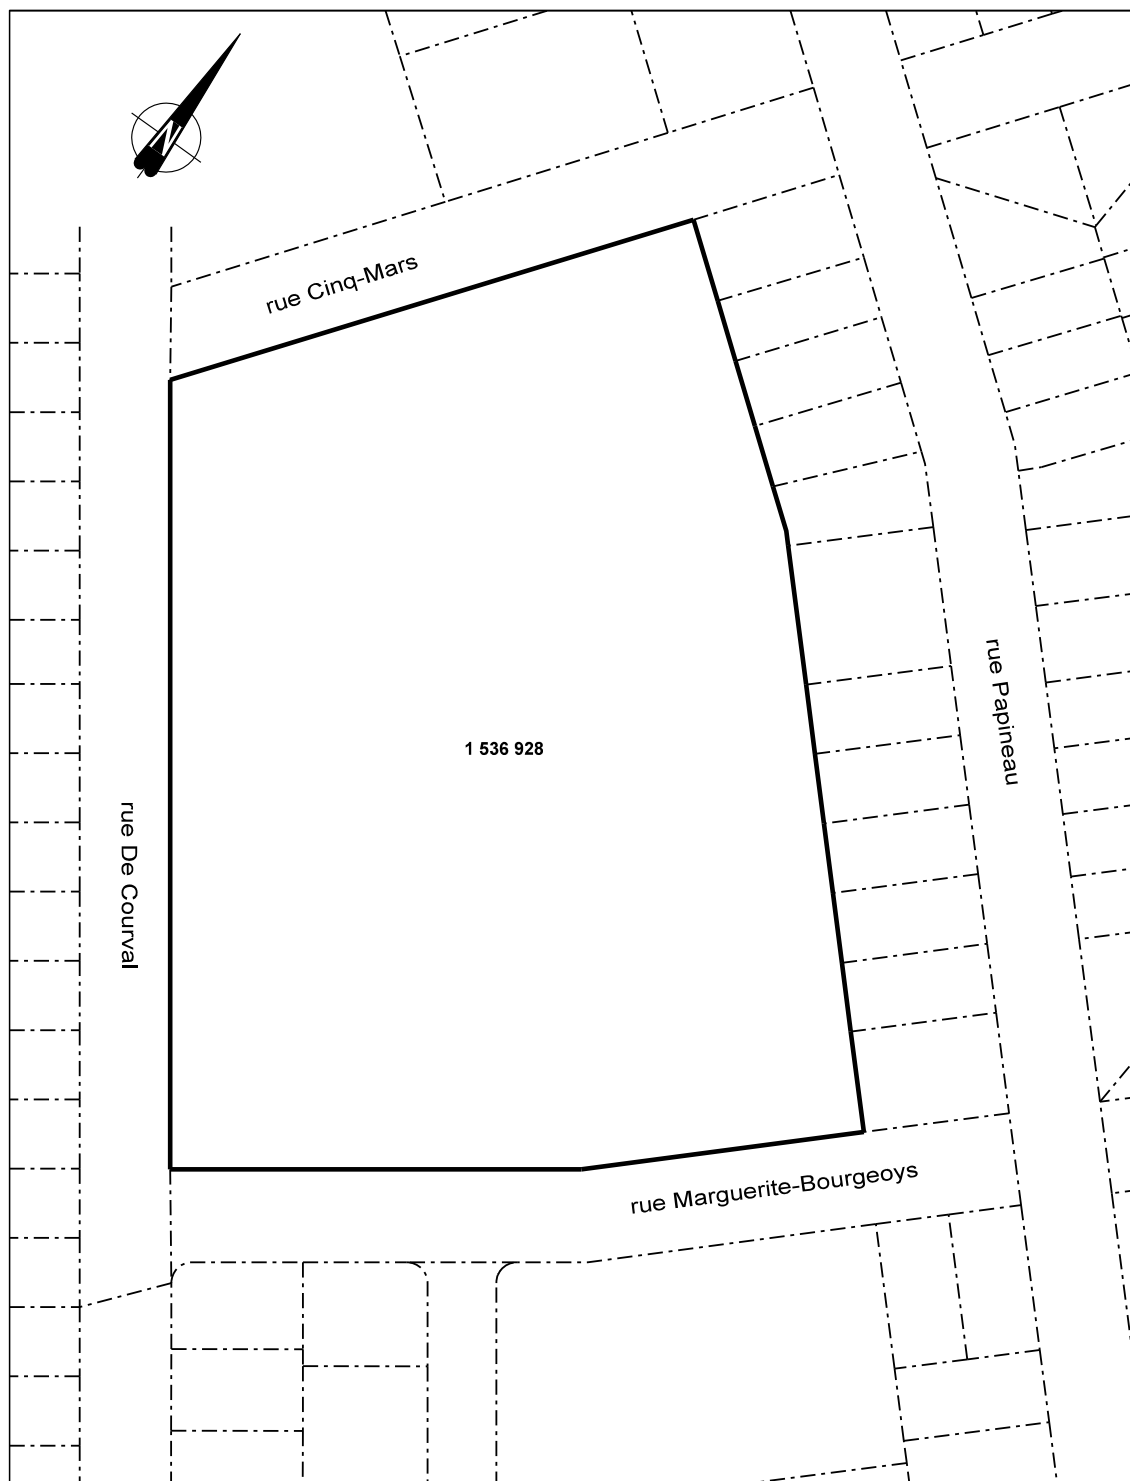 N
rue Cinq-Mars
rue Papineau
1 536 928
rue De Courval
rue Marguerite-Bourgeoys